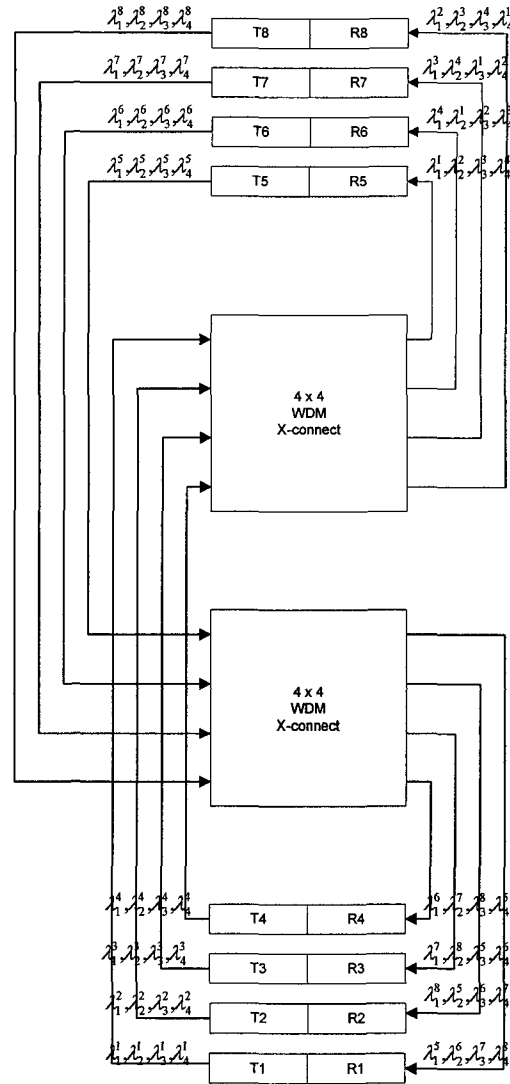 λ₁⁸,λ₂⁸,λ₃⁸,λ₄⁸ T8 R8 λ₁²,λ₂³,λ₃⁴,λ₄¹
λ₁⁷,λ₂⁷,λ₃⁷,λ₄⁷ T7 R7 λ₁³,λ₂⁴,λ₃¹,λ₄²
λ₁⁶,λ₂⁶,λ₃⁶,λ₄⁶ T6 R6 λ₁⁴,λ₂¹,λ₃²,λ₄³
λ₁⁵,λ₂⁵,λ₃⁵,λ₄⁵ T5 R5 λ₁¹,λ₂²,λ₃³,λ₄⁴
4 x 4
WDM
X-connect
4 x 4
WDM
X-connect
λ₁⁴,λ₂⁴,λ₃⁴,λ₄⁴ T4 R4 λ₁⁶,λ₂⁷,λ₃⁸,λ₄⁵
λ₁³,λ₂³,λ₃³,λ₄³ T3 R3 λ₁⁷,λ₂⁸,λ₃⁵,λ₄⁶
λ₁²,λ₂²,λ₃²,λ₄² T2 R2 λ₁⁸,λ₂⁵,λ₃⁶,λ₄⁷
λ₁¹,λ₂¹,λ₃¹,λ₄¹ T1 R1 λ₁⁵,λ₂⁶,λ₃⁷,λ₄⁸